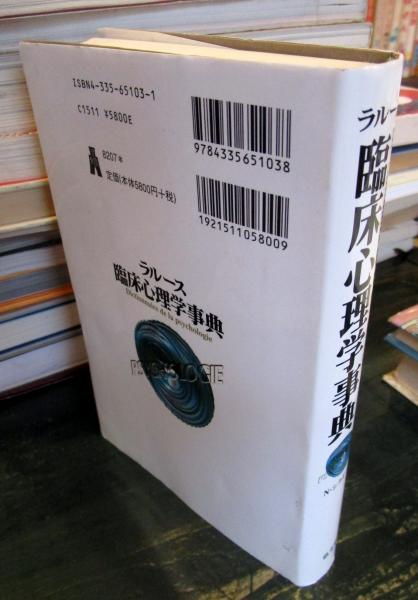 ISBN4-335-65103-1
C1511 ¥5800E
9784335651038
8207
定価(本体5800円+税)
1921511058009
ラルース
臨床心理学事典
Dictionnaire de la psychologie
PSYCHOLOGIE
ラルース
臨床心理学事典